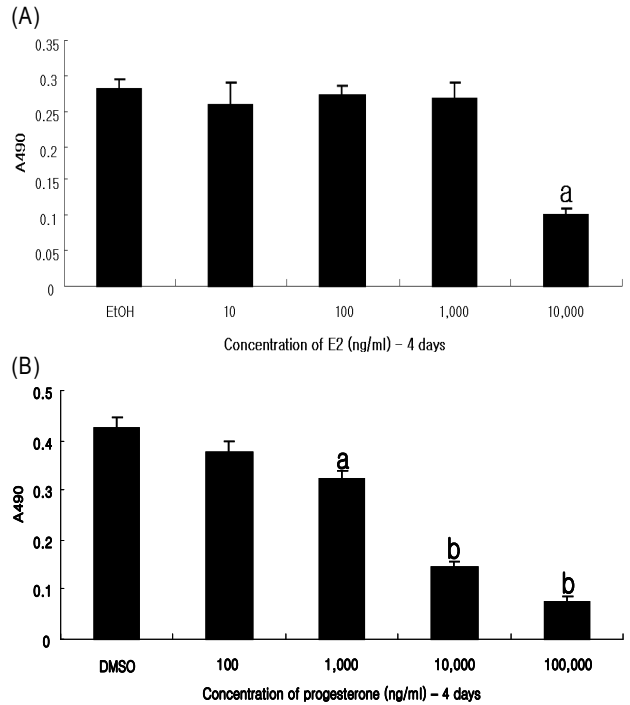 (A)
0.35
0.3
0.25
0.2
0.15
0.1
0.05
0
A490
a
EtOH 10 100 1,000 10,000
Concentration of E2 (ng/ml) – 4 days
(B)
0.5
0.4
0.3
0.2
0.1
0
A490
a
b
b
DMSO 100 1,000 10,000 100,000
Concentration of progesterone (ng/ml) – 4 days